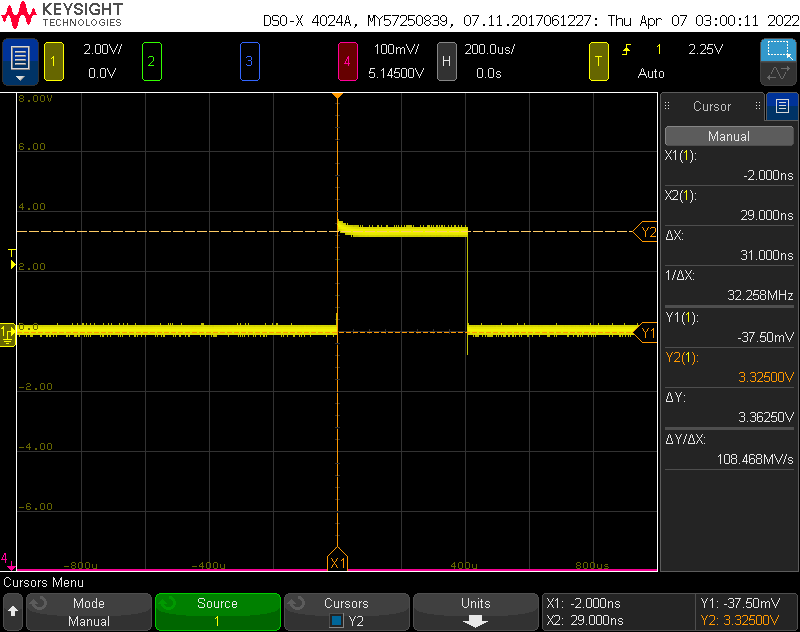 KEYSIGHT
TECHNOLOGIES
DSO-X 4024A, MY57250839, 07.11.2017061227: Thu Apr 07 03:00:11 2022
1 2.00V/ 2 3 4 100mV/ H 200.0us/ T 1 2.25V
0.0V 5.14500V 0.0s Auto
8.00V
6.00
4.00
2.00
0.0
-2.00
-4.00
-6.00
T
1
Y2
Y1
4
-800u -400u X1 400u 800us
Cursor
Manual
X1(1):
-2.000ns
X2(1):
29.000ns
ΔX:
31.000ns
1/ΔX:
32.258MHz
Y1(1):
-37.50mV
Y2(1):
3.32500V
ΔY:
3.36250V
ΔY/ΔX:
108.468MV/s
Cursors Menu
Mode
Manual
Source
1
Cursors
Y2
Units
X1: -2.000ns
X2: 29.000ns
Y1: -37.50mV
Y2: 3.32500V